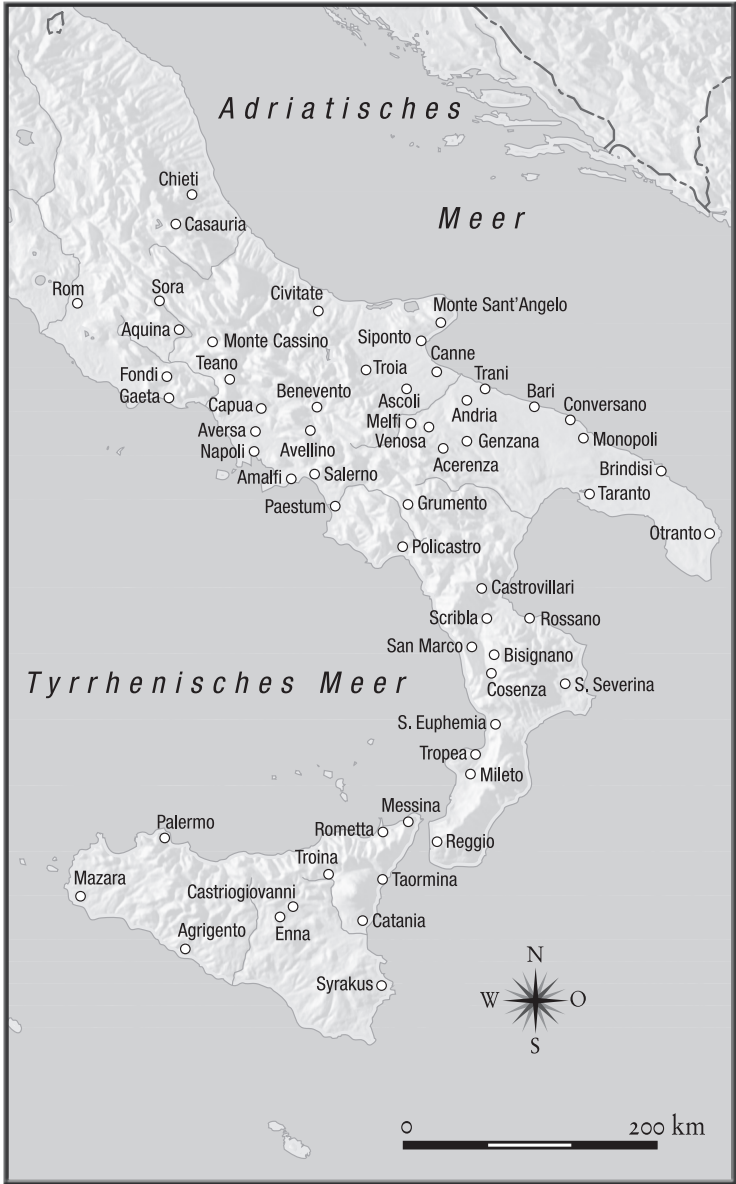 Adriatisches
Meer
Chieti
Casauria
Rom
Sora
Civitate
Monte Sant'Angelo
Aquina
Monte Cassino
Siponto
Canne
Teano
Troia
Trani
Fondi
Gaeta
Capua
Benevento
Ascoli
Andria
Bari
Conversano
Melfi
Venosa
Genzana
Monopoli
Aversa
Avellino
Napoli
Acerenza
Brindisi
Amalfi
Salerno
Taranto
Paestum
Grumento
Otranto
Policastro
Castrovillari
Scribla
Rossano
San Marco
Bisignano
Tyrrhenisches Meer
Cosenza
S. Severina
S. Euphemia
Tropea
Mileto
Messina
Palermo
Rometta
Reggio
Troina
Mazara
Taormina
Castriogiovanni
Agrigento
Enna
Catania
Syrakus
N
W
O
S
0
200 km